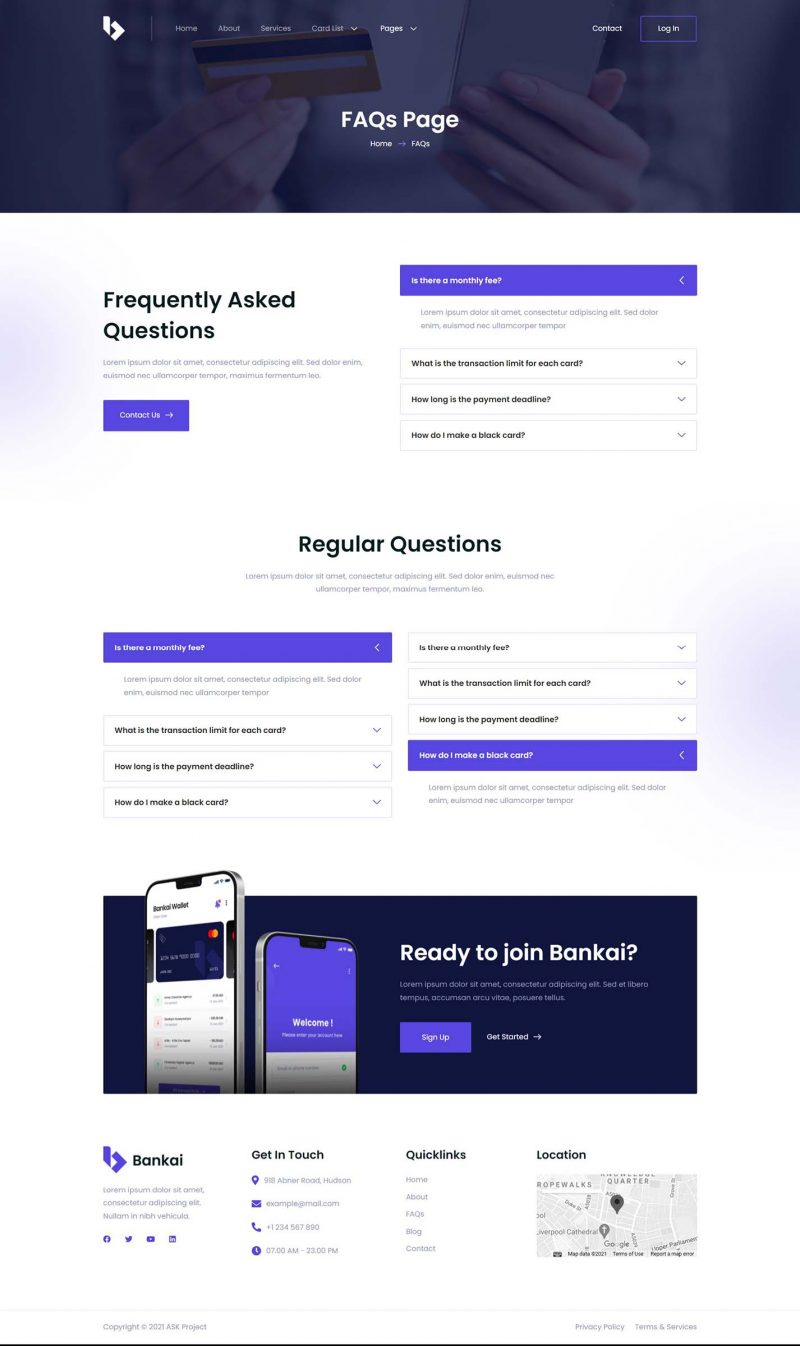 Home About Services Card List Pages Contact Log In
FAQs Page
Home → FAQs
Frequently Asked
Questions
Lorem ipsum dolor sit amet, consectetur adipiscing elit. Sed dolor enim,
euismod nec ullamcorper tempor, maximus fermentum leo.
Contact Us →
Is there a monthly fee?
Lorem ipsum dolor sit amet, consectetur adipiscing elit. Sed dolor
enim, euismod nec ullamcorper tempor
What is the transaction limit for each card?
How long is the payment deadline?
How do I make a black card?
Regular Questions
Lorem ipsum dolor sit amet, consectetur adipiscing elit. Sed dolor enim, euismod nec
ullamcorper tempor, maximus fermentum leo.
Is there a monthly fee?
Lorem ipsum dolor sit amet, consectetur adipiscing elit. Sed dolor
enim, euismod nec ullamcorper tempor
What is the transaction limit for each card?
How long is the payment deadline?
How do I make a black card?
Is there a monthly fee?
What is the transaction limit for each card?
How long is the payment deadline?
How do I make a black card?
Lorem ipsum dolor sit amet, consectetur adipiscing elit. Sed dolor
enim, euismod nec ullamcorper tempor
Bankai Wallet
Welcome !
Please enter your account here
Ready to join Bankai?
Lorem ipsum dolor sit amet, consectetur adipiscing elit. Sed et libero
tempus, accumsan arcu vitae, posuere tellus.
Sign Up
Get Started →
Bankai
Lorem ipsum dolor sit amet,
consectetur adipiscing elit.
Nullam in nibh vehicula.
Get In Touch
918 Abner Road, Hudson
example@mail.com
+1 234 567 890
07.00 AM - 23.00 PM
Quicklinks
Home
About
FAQs
Blog
Contact
Location
ROPEWALKS
QUARTER
Duke St
Liverpool Cathedral
Google
Upper Parliament
Map data ©2021 Terms of Use Report a map error
Copyright © 2021 ASK Project
Privacy Policy Terms & Services